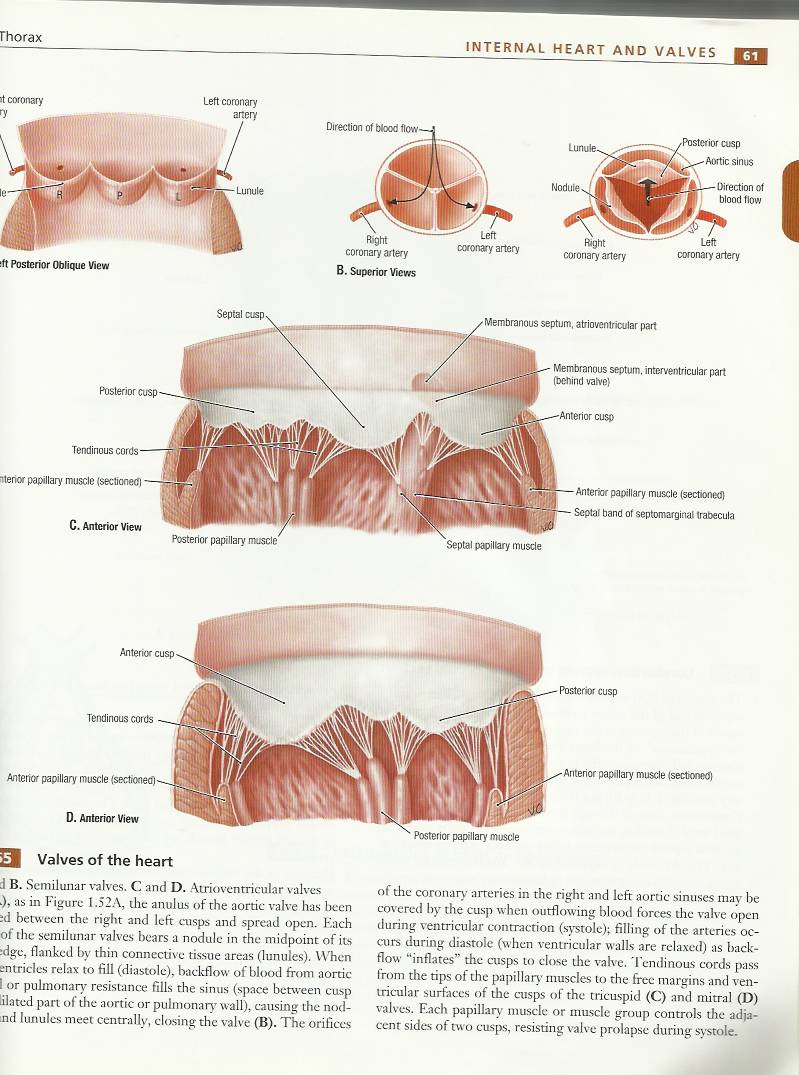 Thorax
INTERNAL HEART AND VALVES 61
coronary
Left coronary
artery
Lunule
R P L
Left coronary artery
Posterior Oblique View
Direction of blood flow
Right
coronary artery
Left
coronary artery
B. Superior Views
Lunule
Posterior cusp
Aortic sinus
Nodule
Direction of
blood flow
Right
coronary artery
Left
coronary artery
VO
Septal cusp
Membranous septum, atrioventricular part
Membranous septum, interventricular part
(behind valve)
Posterior cusp
Anterior cusp
Tendinous cords
papillary muscle (sectioned)
Anterior papillary muscle (sectioned)
Septal band of septomarginal trabecula
C. Anterior View
Posterior papillary muscle
Septal papillary muscle
VO
Anterior cusp
Posterior cusp
Tendinous cords
Anterior papillary muscle (sectioned)
Anterior papillary muscle (sectioned)
D. Anterior View
Posterior papillary muscle
VO
Valves of the heart
B. Semilunar valves. C and D. Atrioventricular valves
as in Figure 1.52A, the anulus of the aortic valve has been
between the right and left cusps and spread open. Each
of the semilunar valves bears a nodule in the midpoint of its
flanked by thin connective tissue areas (lunules). When
relax to fill (diastole), backflow of blood from aortic
or pulmonary resistance fills the sinus (space between cusp
part of the aortic or pulmonary wall), causing the nod-
lunules meet centrally, closing the valve (B). The orifices
of the coronary arteries in the right and left aortic sinuses may be
covered by the cusp when outflowing blood forces the valve open
during ventricular contraction (systole); filling of the arteries oc-
curs during diastole (when ventricular walls are relaxed) as back-
flow “inflates” the cusps to close the valve. Tendinous cords pass
from the tips of the papillary muscles to the free margins and ven-
tricular surfaces of the cusps of the tricuspid (C) and mitral (D)
valves. Each papillary muscle or muscle group controls the adja-
cent sides of two cusps, resisting valve prolapse during systole.